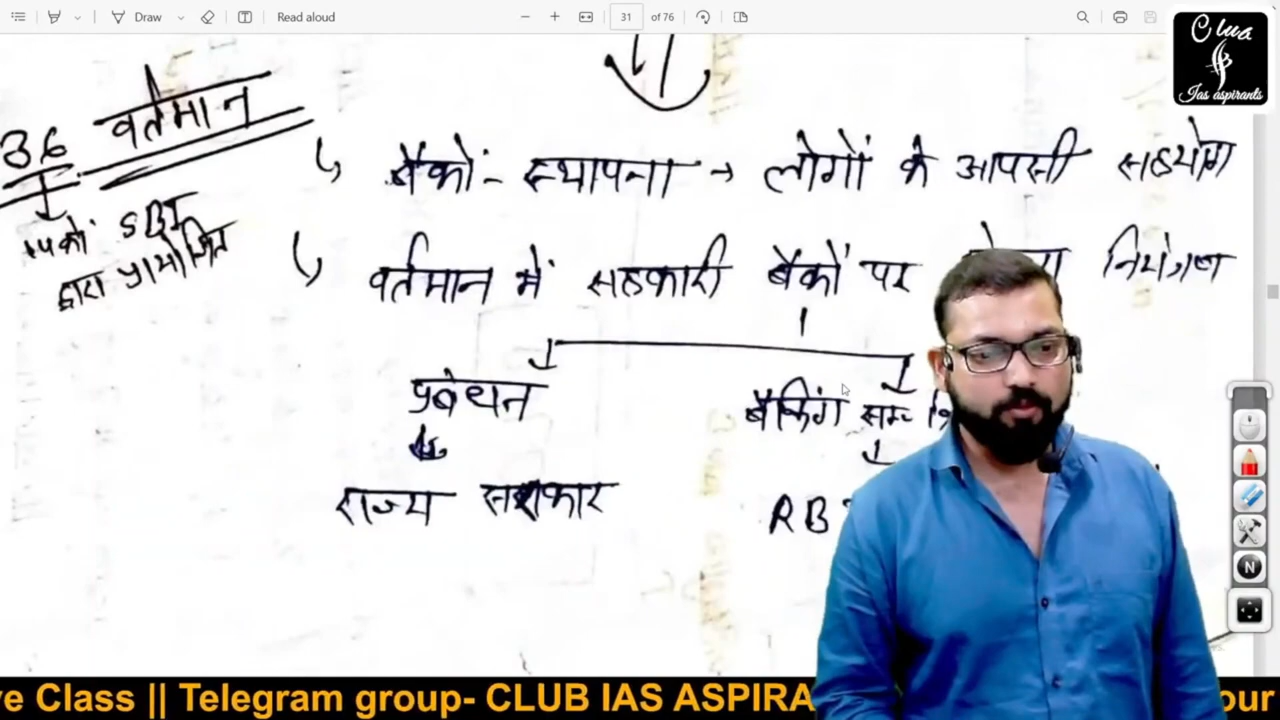 Draw
Read aloud
31 of 76
Club
Ias aspirants
36 वर्तमान
SBI
द्वारा प्रायोजित
बैंकों - स्थापना → लोगों के आपसी सहयोग
वर्तमान में सहकारी बैंकों पर नियंत्रण
प्रबंधन
बैंकिंग
राज्य सरकार
RB
N
ve Class || Telegram group- CLUB IAS ASPIRA
our